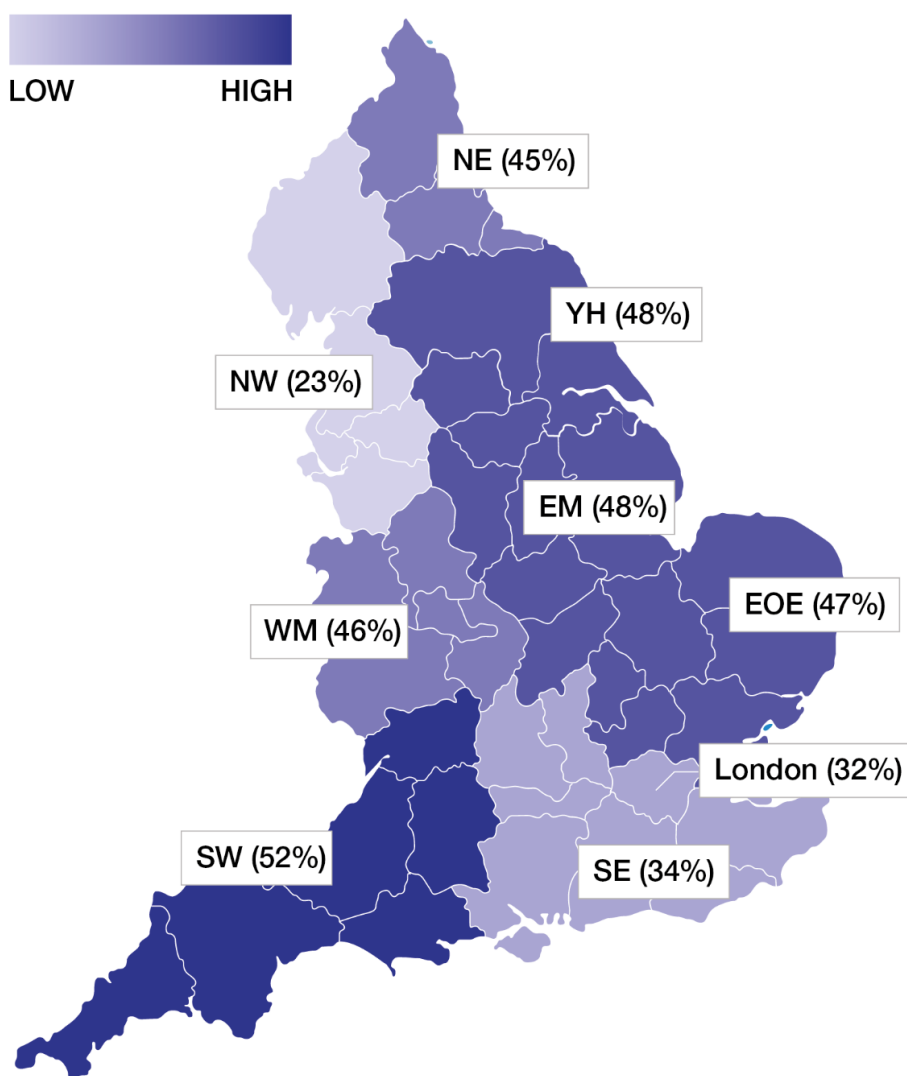 LOW HIGH
NE (45%)
YH (48%)
NW (23%)
EM (48%)
EOE (47%)
WM (46%)
London (32%)
SW (52%)
SE (34%)